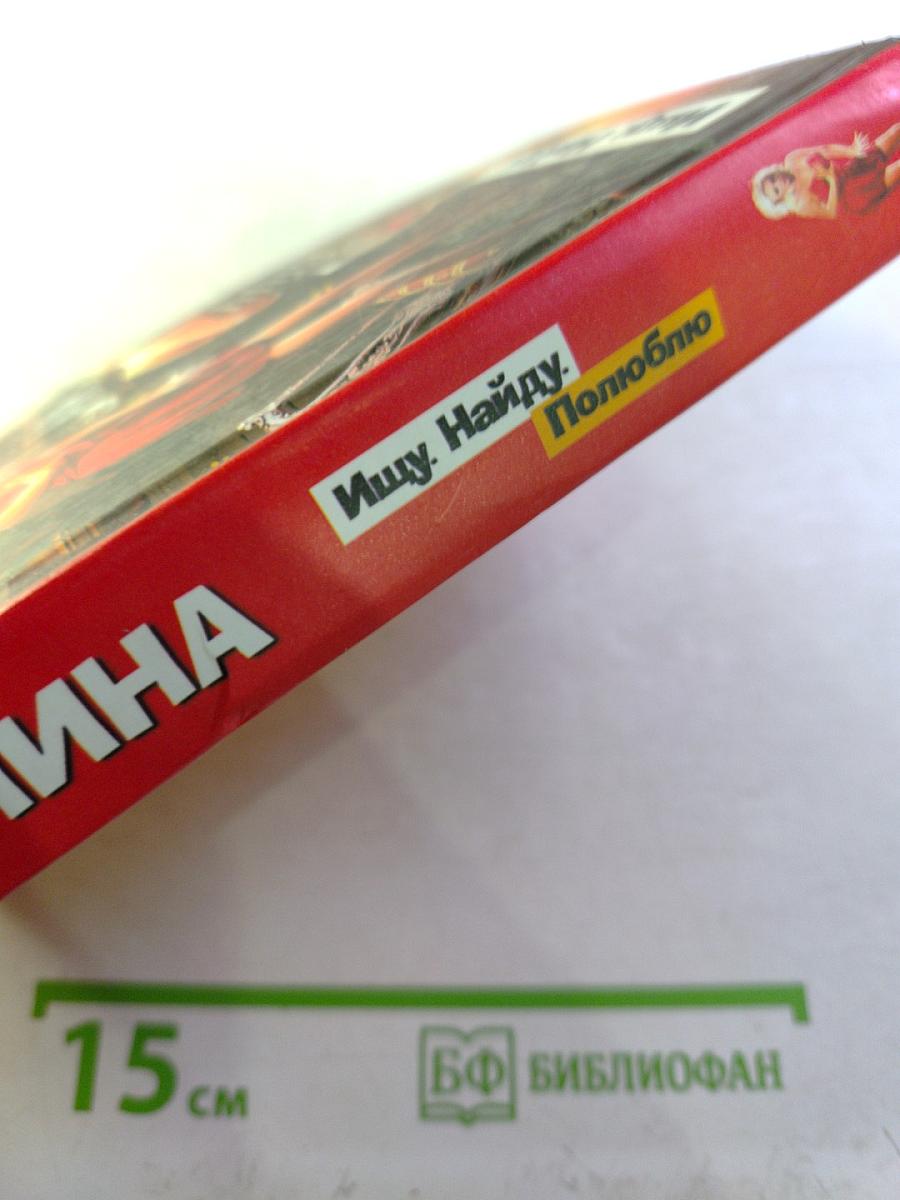 Ищу. Найду.
Полюблю
ИНА
15 см
БФ БИБЛИОФАН